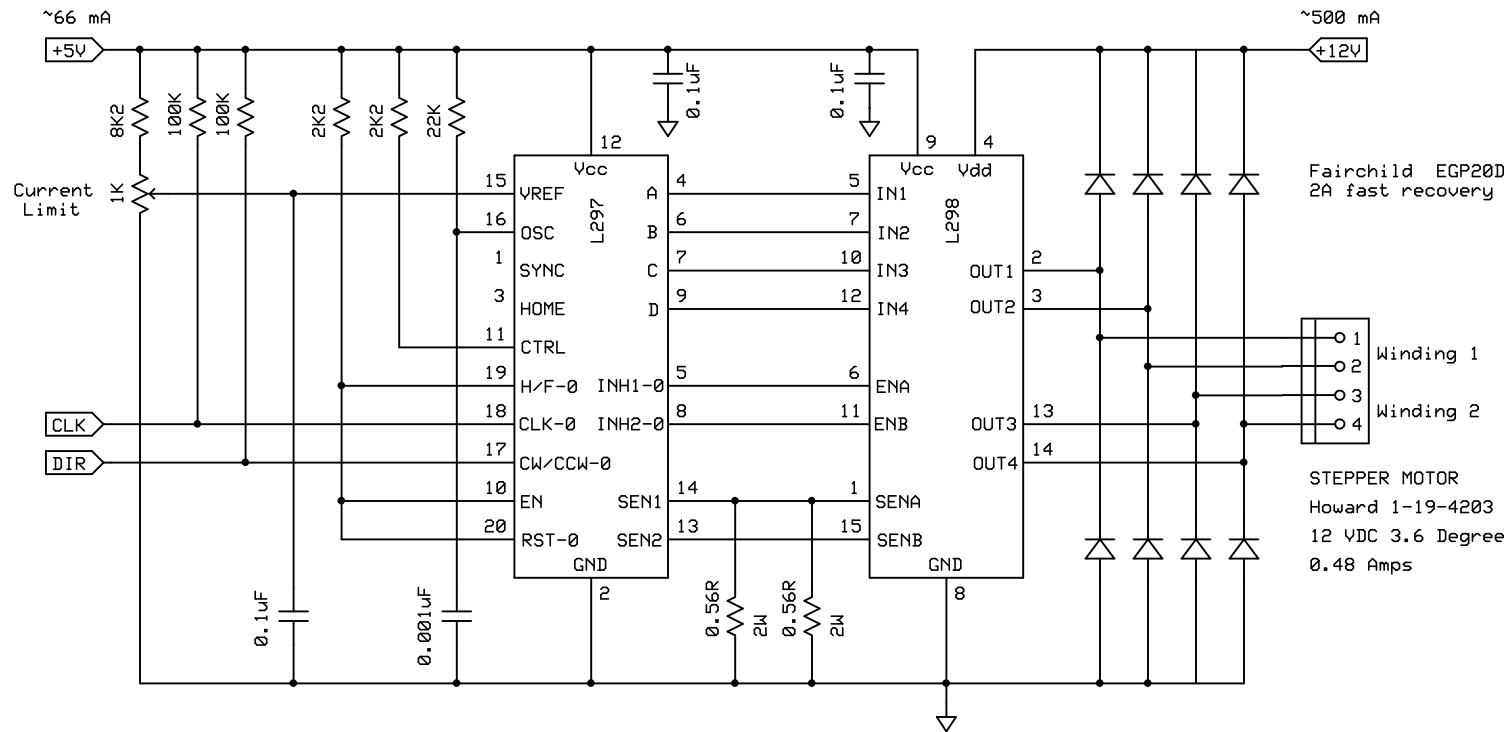 ~66 mA
~500 mA
+5V
+12V
8K2
100K
100K
2K2
2K2
22K
0.1uF
0.1uF
Current
Limit
1K
12
Vcc
L297
15
VREF
16
OSC
1
SYNC
3
HOME
11
CTRL
19
H/F-0
18
CLK-0
17
CW/CCW-0
10
EN
20
RST-0
A
4
B
6
C
7
D
9
INH1-0
5
INH2-0
8
SEN1
14
SEN2
13
GND
2
9
4
Vcc
Vdd
L298
5
IN1
7
IN2
10
IN3
12
IN4
6
ENA
11
ENB
1
SENA
15
SENB
OUT1
2
OUT2
3
OUT3
13
OUT4
14
GND
8
CLK
DIR
0.1uF
0.001uF
0.56R
2W
0.56R
2W
Fairchild EGP20D
2A fast recovery
1
2
3
4
Winding 1
Winding 2
STEPPER MOTOR
Howard 1-19-4203
12 VDC 3.6 Degree
0.48 Amps